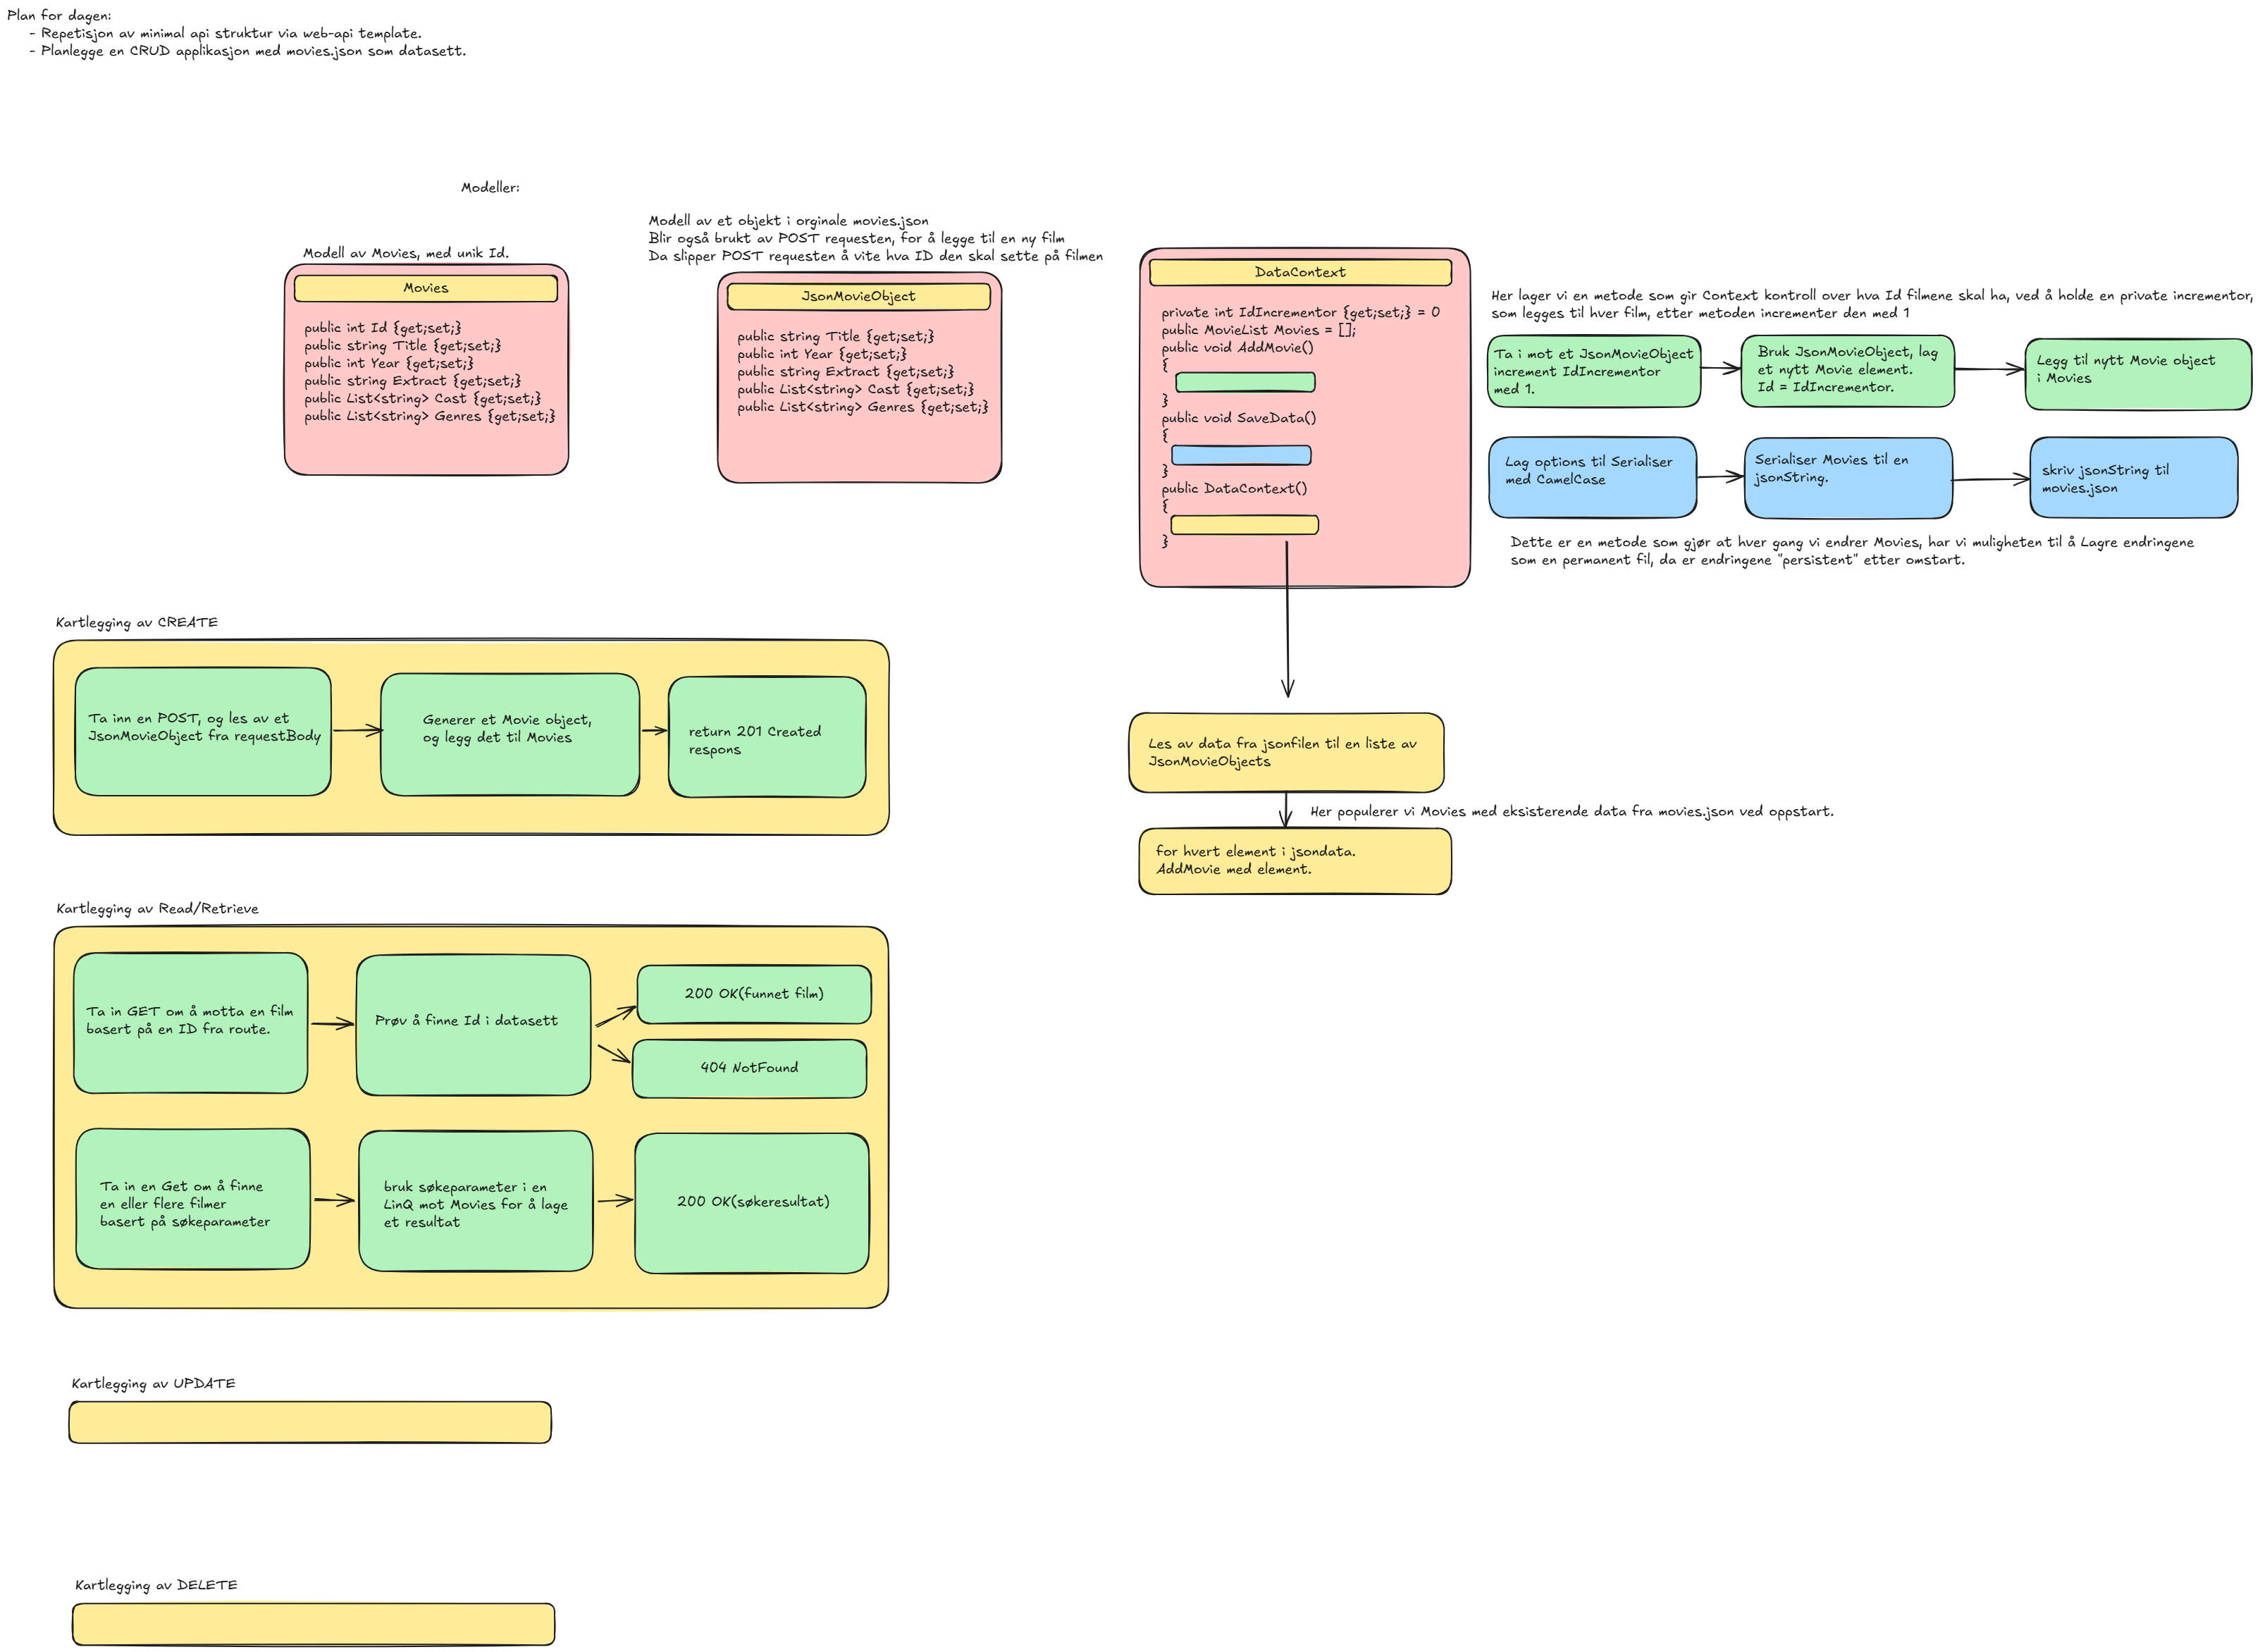 Plan for dagen:
- Repetisjon av minimal api struktur via web-api template.
- Planlegge en CRUD applikasjon med movies.json som datasett.
Modeller:
Modell av Movies, med unik Id.
Movies
public int Id {get;set;}
public string Title {get;set;}
public int Year {get;set;}
public string Extract {get;set;}
public List<string> Cast {get;set;}
public List<string> Genres {get;set;}
Modell av et objekt i orginale movies.json
Blir også brukt av POST requesten, for å legge til en ny film
Da slipper POST requesten å vite hva ID den skal sette på filmen
JsonMovieObject
public string Title {get;set;}
public int Year {get;set;}
public string Extract {get;set;}
public List<string> Cast {get;set;}
public List<string> Genres {get;set;}
DataContext
private int IdIncrementor {get;set;} = 0
public MovieList Movies = [];
public void AddMovie()
{
}
public void SaveData()
{
}
public DataContext()
{
}
Her lager vi en metode som gir Context kontroll over hva Id filmene skal ha, ved å holde en private incrementor,
som legges til hver film, etter metoden incrementer den med 1
Ta i mot et JsonMovieObject
increment IdIncrementor
med 1.
Bruk JsonMovieObject, lag
et nytt Movie element.
Id = IdIncrementor.
Legg til nytt Movie object
i Movies
Lag options til Serialiser
med CamelCase
Serialiser Movies til en
jsonString.
skriv jsonString til
movies.json
Dette er en metode som gjør at hver gang vi endrer Movies, har vi muligheten til å Lagre endringene
som en permanent fil, da er endringene "persistent" etter omstart.
Les av data fra jsonfilen til en liste av
JsonMovieObjects
Her populerer vi Movies med eksisterende data fra movies.json ved oppstart.
for hvert element i jsondata.
AddMovie med element.
Kartlegging av CREATE
Ta inn en POST, og les av et
JsonMovieObject fra requestBody
Generer et Movie object,
og legg det til Movies
return 201 Created
respons
Kartlegging av Read/Retrieve
Ta in GET om å motta en film
basert på en ID fra route.
Prøv å finne Id i datasett
200 OK(funnet film)
404 NotFound
Ta in en Get om å finne
en eller flere filmer
basert på søkeparameter
bruk søkeparameter i en
LinQ mot Movies for å lage
et resultat
200 OK(søkeresultat)
Kartlegging av UPDATE
Kartlegging av DELETE